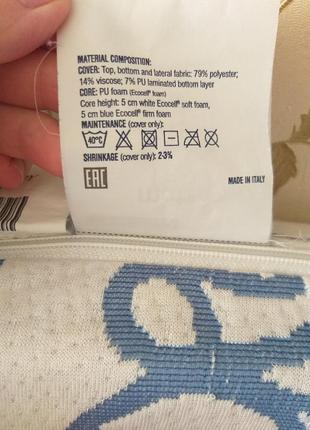 MATERIAL COMPOSITION:
COVER: Top, bottom and lateral fabric: 79% polyester;
14% viscose; 7% PU laminated bottom layer
CORE: PU foam (Ecocell® foam)
Core height: 5 cm white Ecocell® soft foam,
5 cm blue Ecocell® firm foam
MAINTENANCE (cover only):
40°C
SHRINKAGE (cover only): 2-3%
EAC
MADE IN ITALY